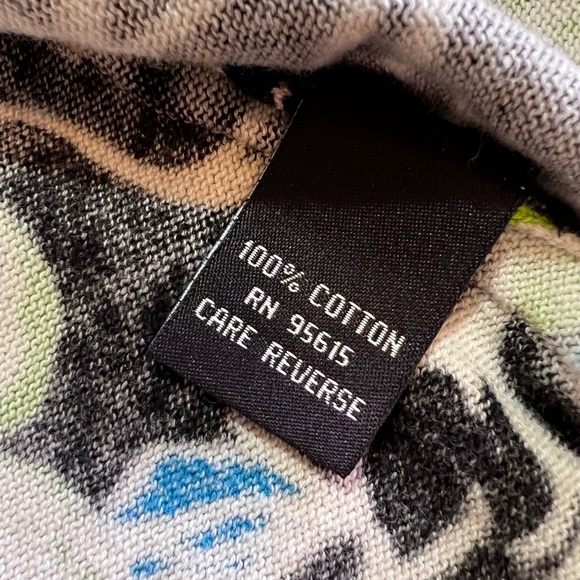 100% COTTON
RN 95615
CARE REVERSE